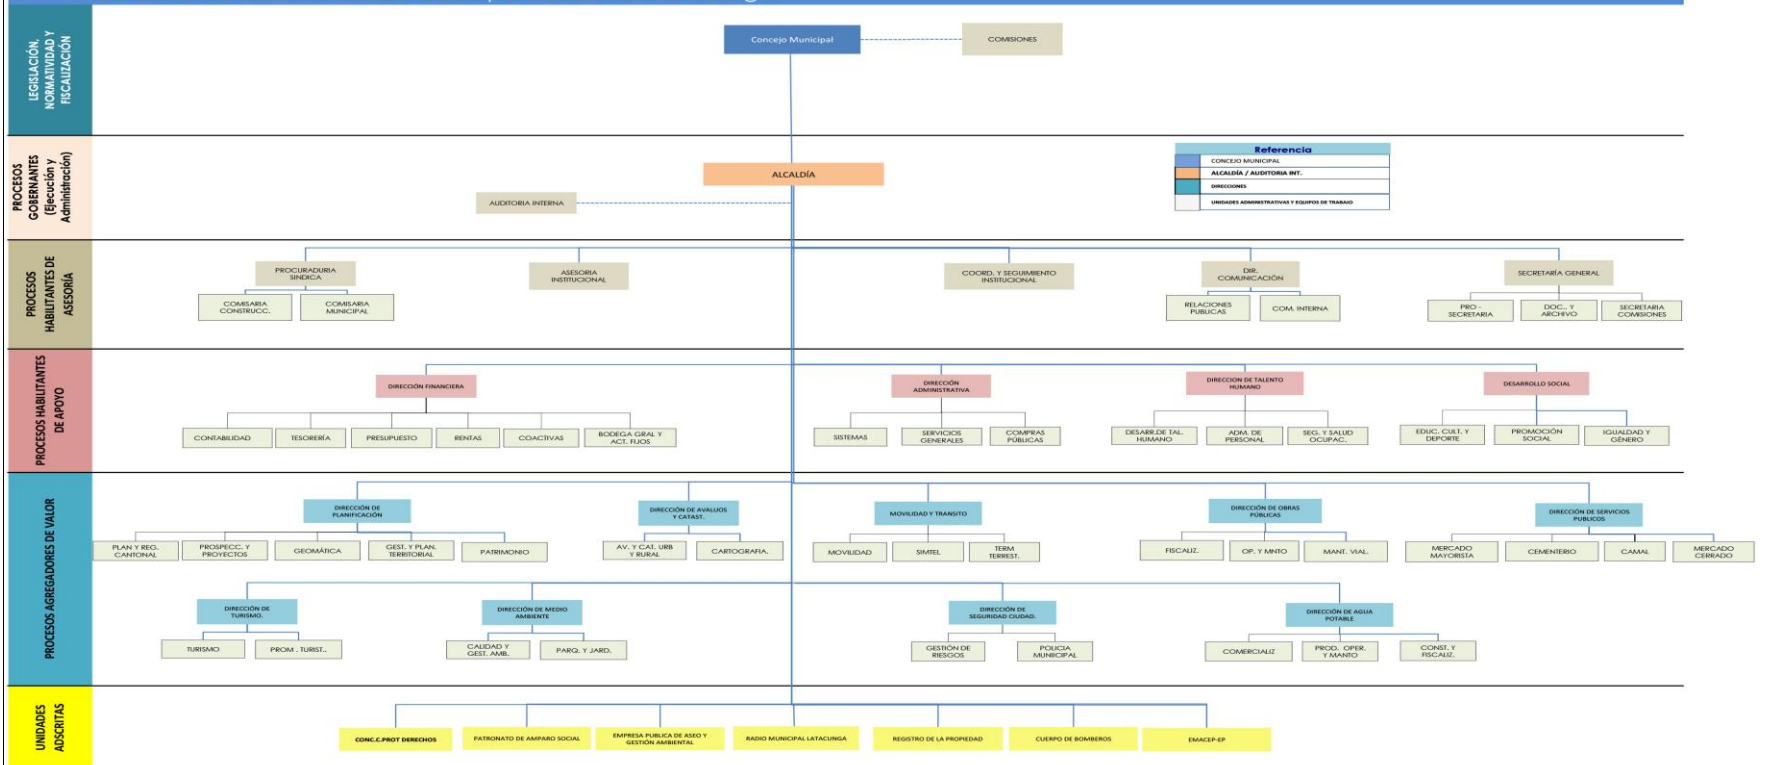 LEGISLACIÓN,
NORMATIVIDAD Y
FISCALIZACIÓN
Concejo Municipal
COMISIONES
PROCESOS
GOBERNANTES
(Ejecución y
Administración)
ALCALDÍA
AUDITORIA INTERNA
Referencia
CONCEJO MUNICIPAL
ALCALDÍA / AUDITORIA INT.
DIRECCIONES
UNIDADES ADMINISTRATIVAS Y EQUIPOS DE TRABAJO
PROCESOS
HABILITANTES DE
ASESORÍA
PROCURADURIA
SINDICA
ASESORIA
INSTITUCIONAL
COORD. Y SEGUIMIENTO
INSTITUCIONAL
DIR.
COMUNICACIÓN
SECRETARÍA GENERAL
COMISARIA
CONSTRUCC.
COMISARIA
MUNICIPAL
RELACIONES
PUBLICAS
COM. INTERNA
PRO -
SECRETARIA
DOC.. Y
ARCHIVO
SECRETARIA
COMISIONES
PROCESOS HABILITANTES
DE APOYO
DIRECCIÓN FINANCIERA
DIRECCIÓN
ADMINISTRATIVA
DIRECCION DE TALENTO
HUMANO
DESARROLLO SOCIAL
CONTABILIDAD
TESORERÍA
PRESUPUESTO
RENTAS
COACTIVAS
BODEGA GRAL Y
ACT. FIJOS
SISTEMAS
SERVICIOS
GENERALES
COMPRAS
PÚBLICAS
DESARR.DE TAL.
HUMANO
ADM. DE
PERSONAL
SEG. Y SALUD
OCUPAC.
EDUC. CULT. Y
DEPORTE
PROMOCIÓN
SOCIAL
IGUALDAD Y
GÉNERO
PROCESOS AGREGADORES DE VALOR
DIRECCIÓN DE
PLANIFICACIÓN
DIRECCIÓN DE AVALUOS
Y CATAST.
MOVILIDAD Y TRANSITO
DIRECCIÓN DE OBRAS
PÚBLICAS
DIRECCIÓN DE SERVICIOS
PUBLICOS
PLAN Y REG.
CANTONAL
PROSPECC. Y
PROYECTOS
GEOMÁTICA
GEST. Y PLAN.
TERRITORIAL
PATRIMONIO
AV. Y CAT. URB
Y RURAL
CARTOGRAFIA.
MOVILIDAD
SIMTEL
TERM
TERREST.
FISCALIZ.
OP. Y MNTO
MANT. VIAL.
MERCADO
MAYORISTA
CEMENTERIO
CAMAL
MERCADO
CERRADO
DIRECCIÓN DE
TURISMO.
DIRECCIÓN DE MEDIO
AMBIENTE
DIRECCIÓN DE
SEGURIDAD CIUDAD.
DIRECCIÓN DE AGUA
POTABLE
TURISMO
PROM . TURIST..
CALIDAD Y
GEST. AMB.
PARQ. Y JARD.
GESTIÓN DE
RIESGOS
POLICIA
MUNICIPAL
COMERCIALIZ
PROD. OPER.
Y MANTO
CONST. Y
FISCALIZ.
UNIDADES
ADSCRITAS
CONC.C.PROT DERECHOS
PATRONATO DE AMPARO SOCIAL
EMPRESA PUBLICA DE ASEO Y
GESTIÓN AMBIENTAL
RADIO MUNICIPAL LATACUNGA
REGISTRO DE LA PROPIEDAD
CUERPO DE BOMBEROS
EMACEP-EP